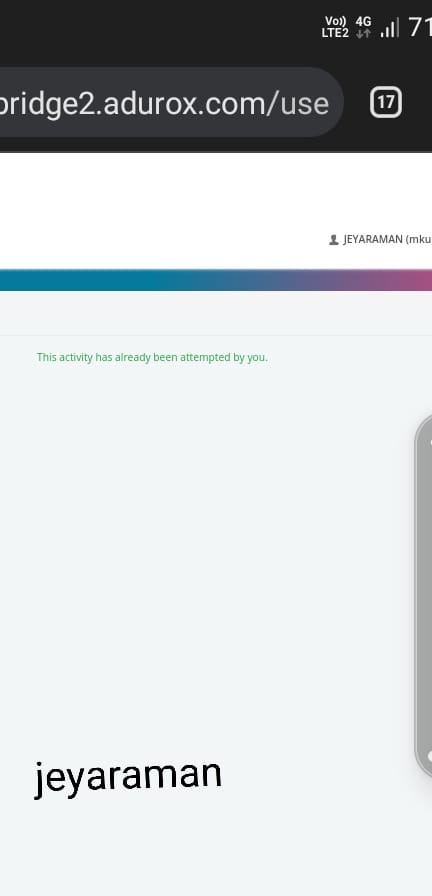 Vo)) 4G
LTE2 71
bridge2.adurox.com/use
17
JEYARAMAN (mku
This activity has already been attempted by you.
jeyaraman